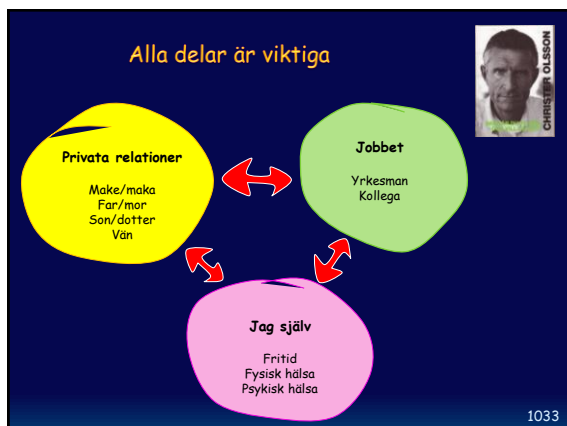 Alla delar är viktiga
CHRISTER OLSSON
Privata relationer
Make/maka
Far/mor
Son/dotter
Vän
Jobbet
Yrkesman
Kollega
Jag själv
Fritid
Fysisk hälsa
Psykisk hälsa
1033